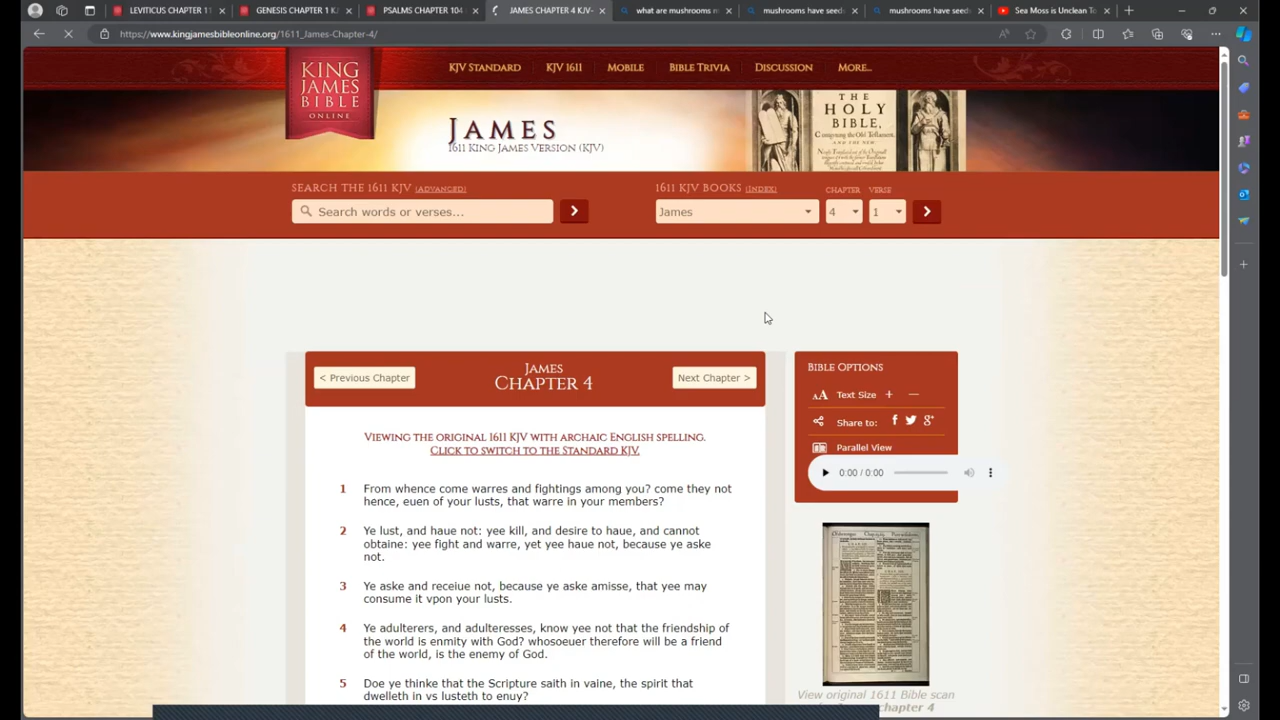 LEVITICUS CHAPTER 11
GENESIS CHAPTER 1 K
PSALMS CHAPTER 104
JAMES CHAPTER 4 KJV-
what are mushrooms m
mushrooms have seed
mushrooms have seed
Sea Moss is Unclean To
https://www.kingjamesbibleonline.org/1611_James-Chapter-4/
KING
JAMES
BIBLE
ONLINE
KJV STANDARD
KJV 1611
MOBILE
BIBLE TRIVIA
DISCUSSION
MORE...
JAMES
1611 KING JAMES VERSION (KJV)
THE
HOLY
BIBLE,
SEARCH THE 1611 KJV (ADVANCED)
Search words or verses...
1611 KJV BOOKS (INDEX)
CHAPTER
VERSE
James
4
1
< Previous Chapter
JAMES
CHAPTER 4
Next Chapter >
VIEWING THE ORIGINAL 1611 KJV WITH ARCHAIC ENGLISH SPELLING.
CLICK TO SWITCH TO THE STANDARD KJV.
1 From whence come warres and fightings among you? come they not
hence, euen of your lusts, that warre in your members?
2 Ye lust, and haue not: yee kill, and desire to haue, and cannot
obtaine: yee fight and warre, yet yee haue not, because ye aske
not.
3 Ye aske and receiue not, because ye aske amisse, that yee may
consume it vpon your lusts.
4 Ye adulterers, and adulteresses, know yee not that the friendship of
the world is enmity with God? whosoeuer therefore will be a friend
of the world, is the enemy of God.
5 Doe ye thinke that the Scripture saith in vaine, the spirit that
dwelleth in vs lusteth to enuy?
BIBLE OPTIONS
AA Text Size + —
Share to:
Parallel View
0:00 / 0:00
View original 1611 Bible scan
chapter 4